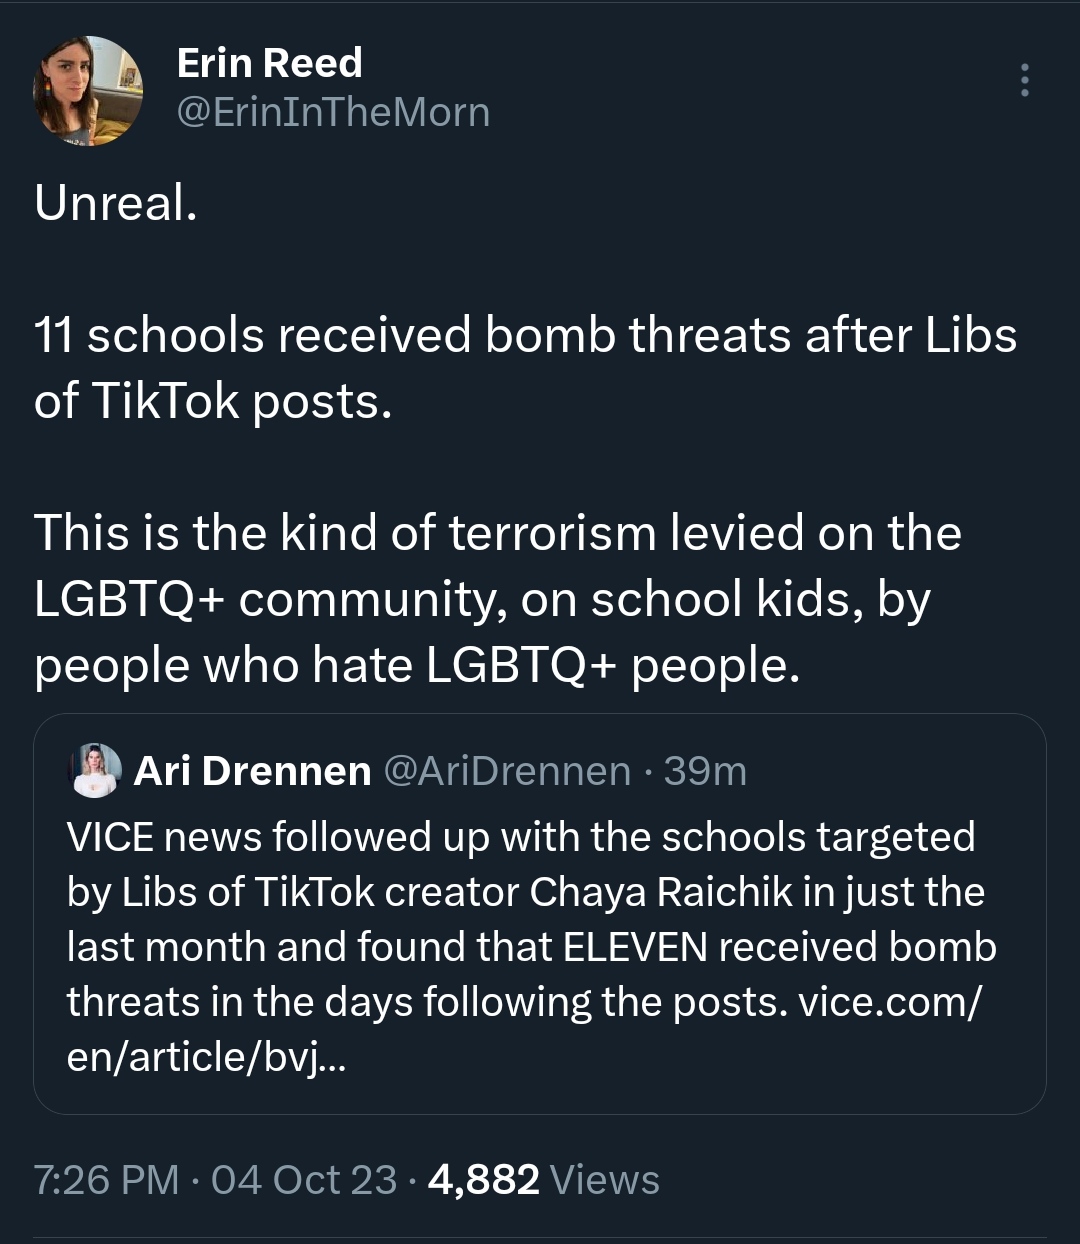 Erin Reed
@ErinInTheMorn
Unreal.
11 schools received bomb threats after Libs
of TikTok posts.
This is the kind of terrorism levied on the
LGBTQ+ community, on school kids, by
people who hate LGBTQ+ people.
Ari Drennen @AriDrennen · 39m
VICE news followed up with the schools targeted
by Libs of TikTok creator Chaya Raichik in just the
last month and found that ELEVEN received bomb
threats in the days following the posts. vice.com/
en/article/bvj...
7:26 PM · 04 Oct 23 · 4,882 Views